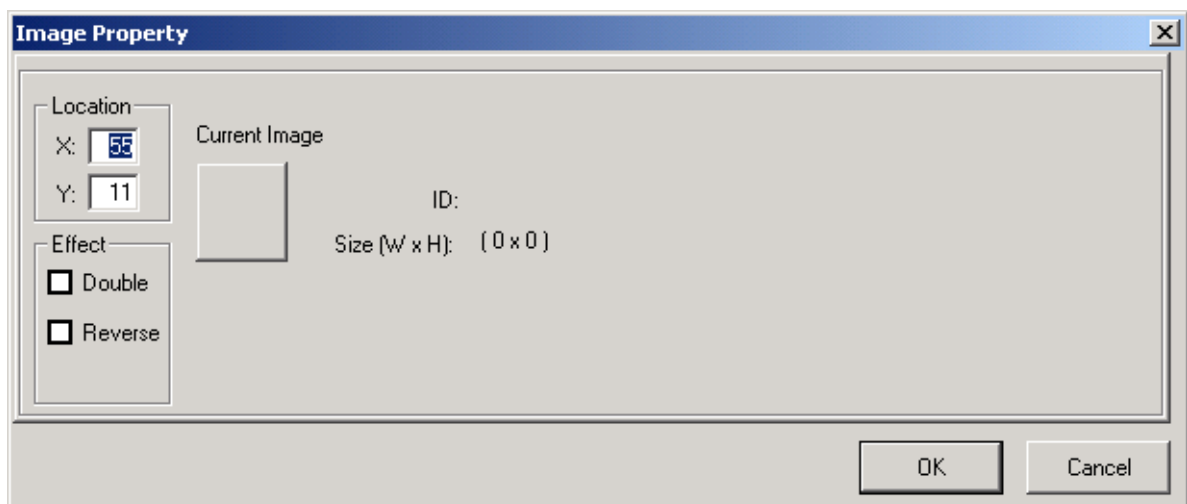 Image Property
Location
X: 55
Y: 11
Effect
Double
Reverse
Current Image
ID:
Size (W x H): ( 0 x 0 )
OK
Cancel